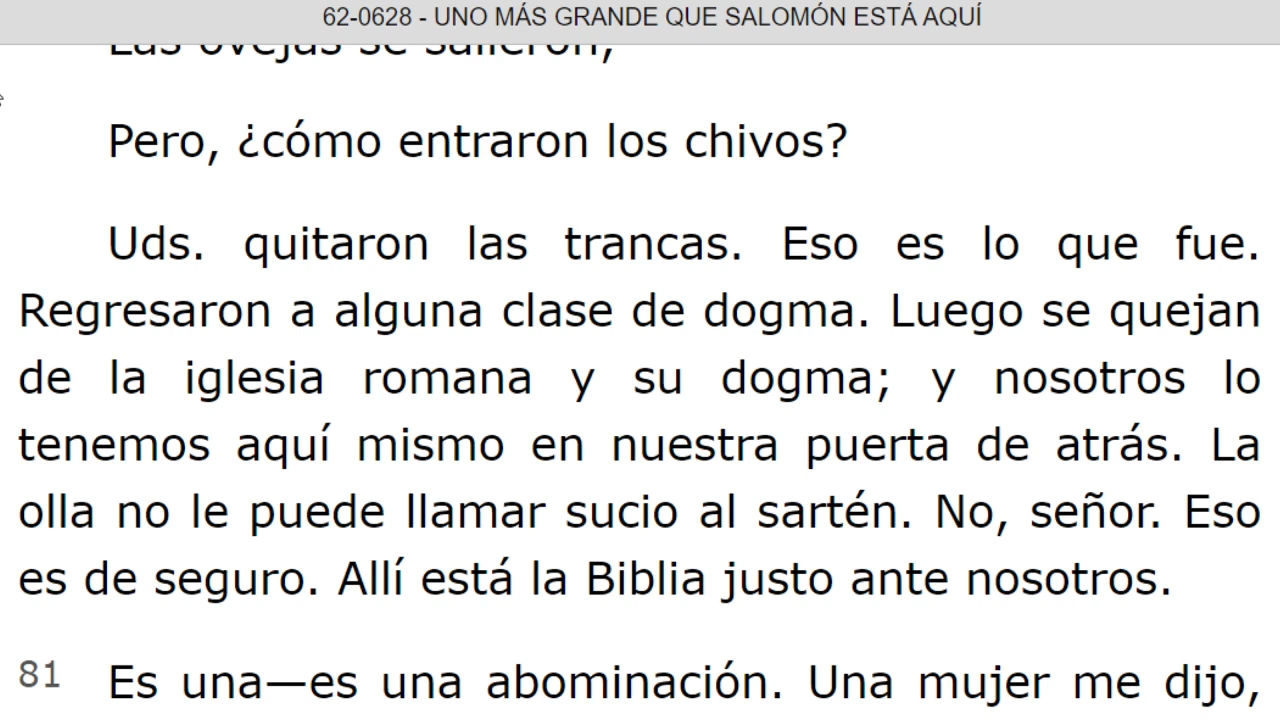 62-0628 - UNO MÁS GRANDE QUE SALOMÓN ESTÁ AQUÍ
Las ovejas se salieron,
Pero, ¿cómo entraron los chivos?
Uds. quitaron las trancas. Eso es lo que fue.
Regresaron a alguna clase de dogma. Luego se quejan
de la iglesia romana y su dogma; y nosotros lo
tenemos aquí mismo en nuestra puerta de atrás. La
olla no le puede llamar sucio al sartén. No, señor. Eso
es de seguro. Allí está la Biblia justo ante nosotros.
81 Es una—es una abominación. Una mujer me dijo,